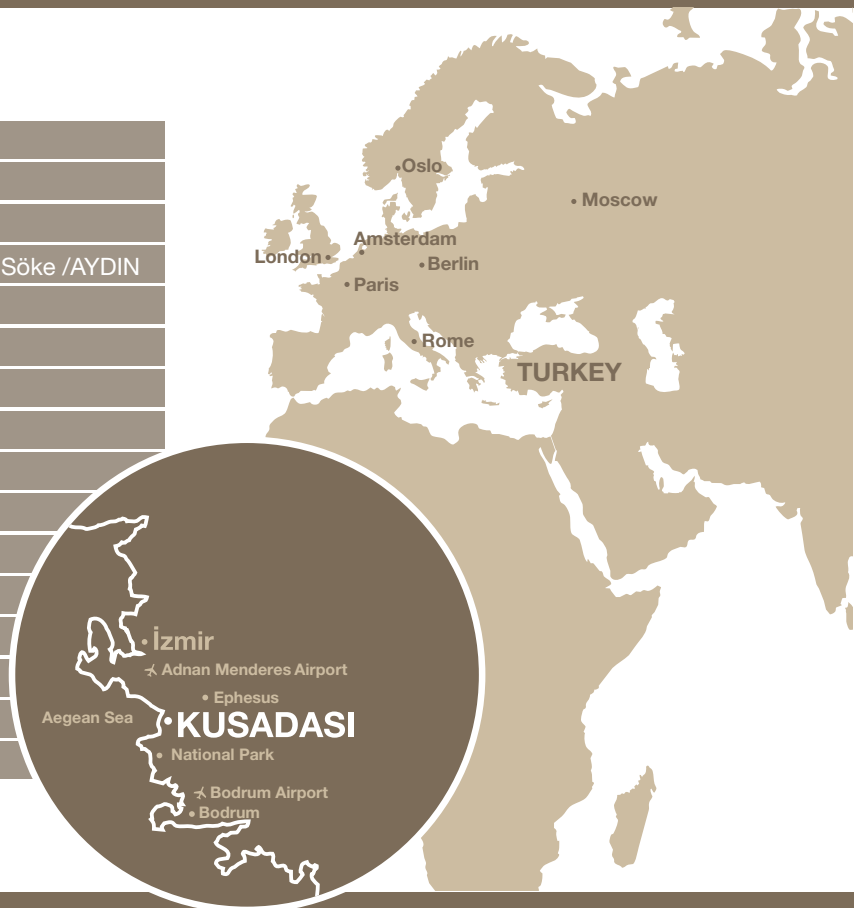 Oslo
Moscow
Amsterdam
London
Söke /AYDIN
Berlin
Paris
Rome
TURKEY
İzmir
Adnan Menderes Airport
Ephesus
Aegean Sea
KUSADASI
National Park
Bodrum Airport
Bodrum